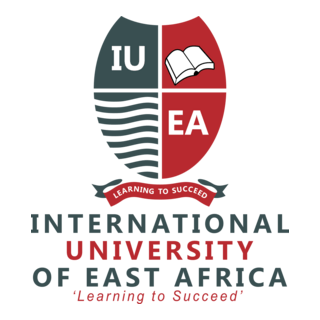 IU
EA
LEARNING TO SUCCEED
INTERNATIONAL
UNIVERSITY
OF EAST AFRICA
'Learning to Succeed'